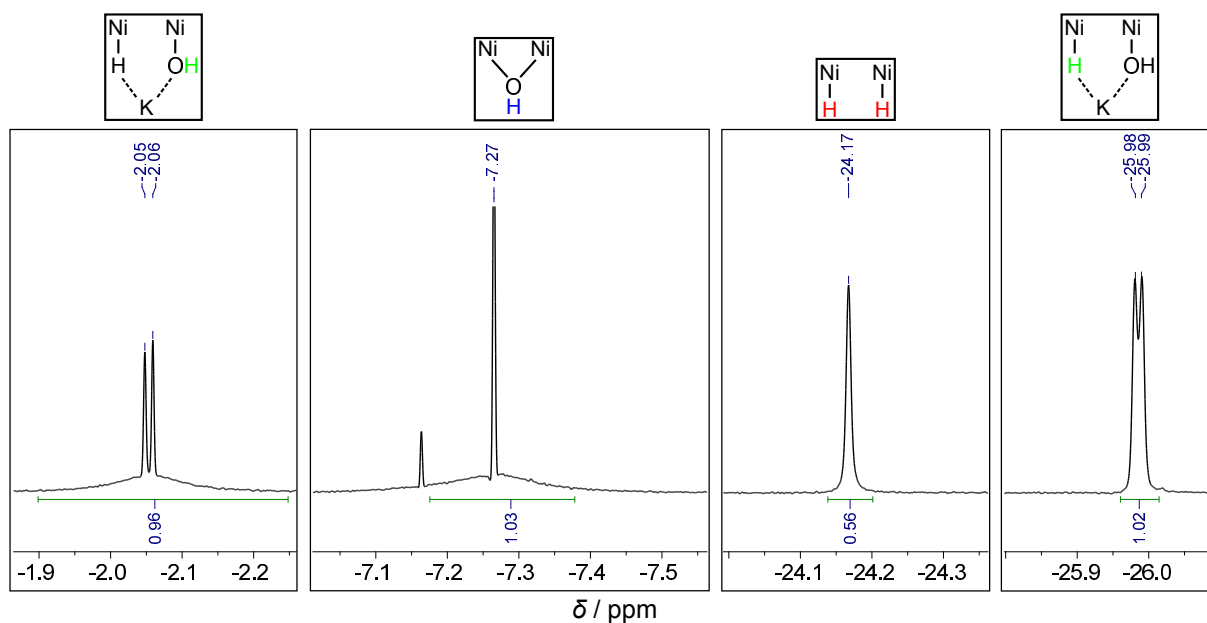 Ni Ni
H OH
K
Ni Ni
O
H
Ni Ni
H H
Ni Ni
H OH
K
-2.05
-2.06
-7.27
-24.17
-25.98
-25.99
0.96
1.03
0.56
1.02
-1.9 -2.0 -2.1 -2.2
-7.1 -7.2 -7.3 -7.4 -7.5
-24.1 -24.2 -24.3
-25.9 -26.0
δ / ppm